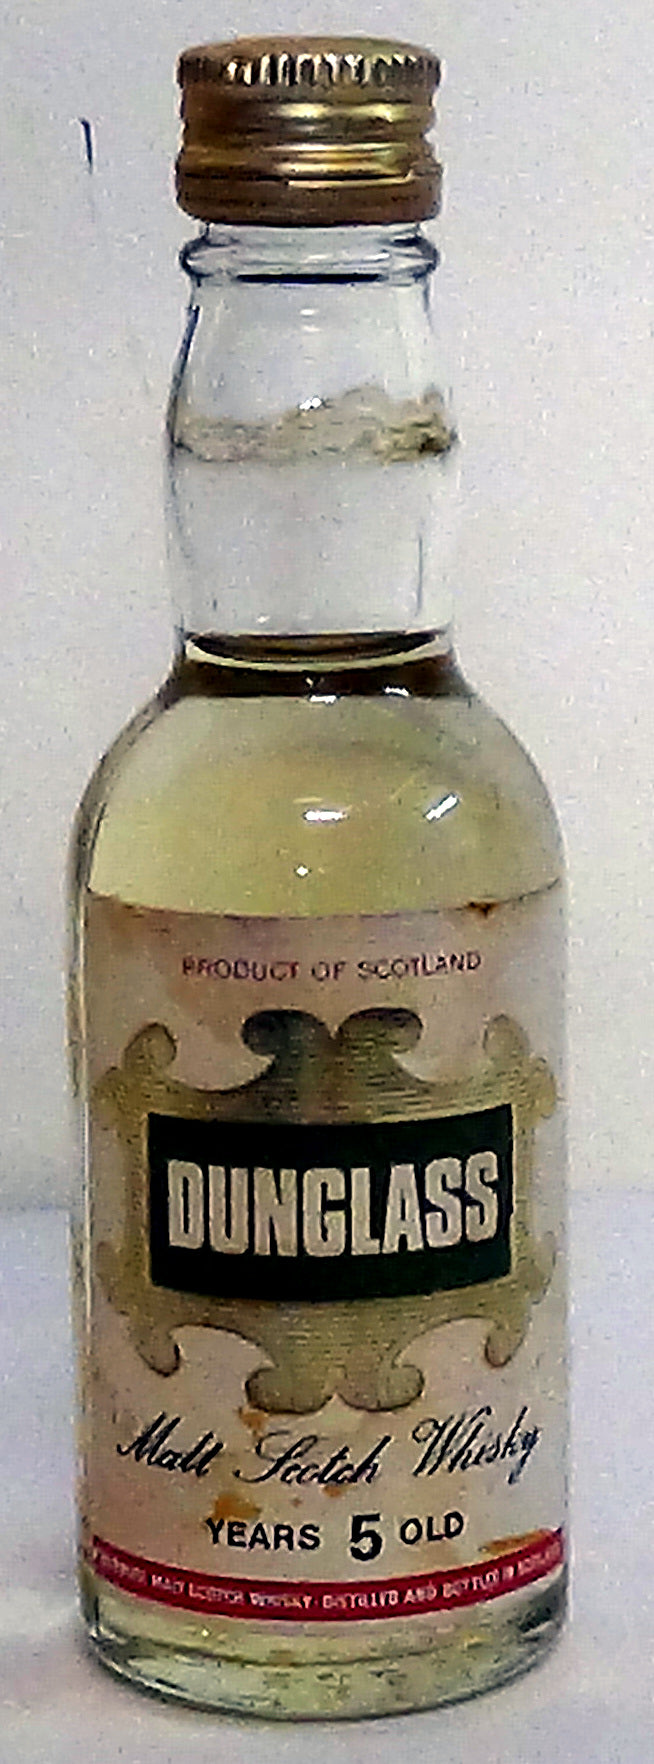 PRODUCT OF SCOTLAND
DUNGLASS
Malt Scotch Whisky
YEARS 5 OLD
MALT SCOTCH WHISKY · DISTILLED AND BOTTLED IN SCOTLAND